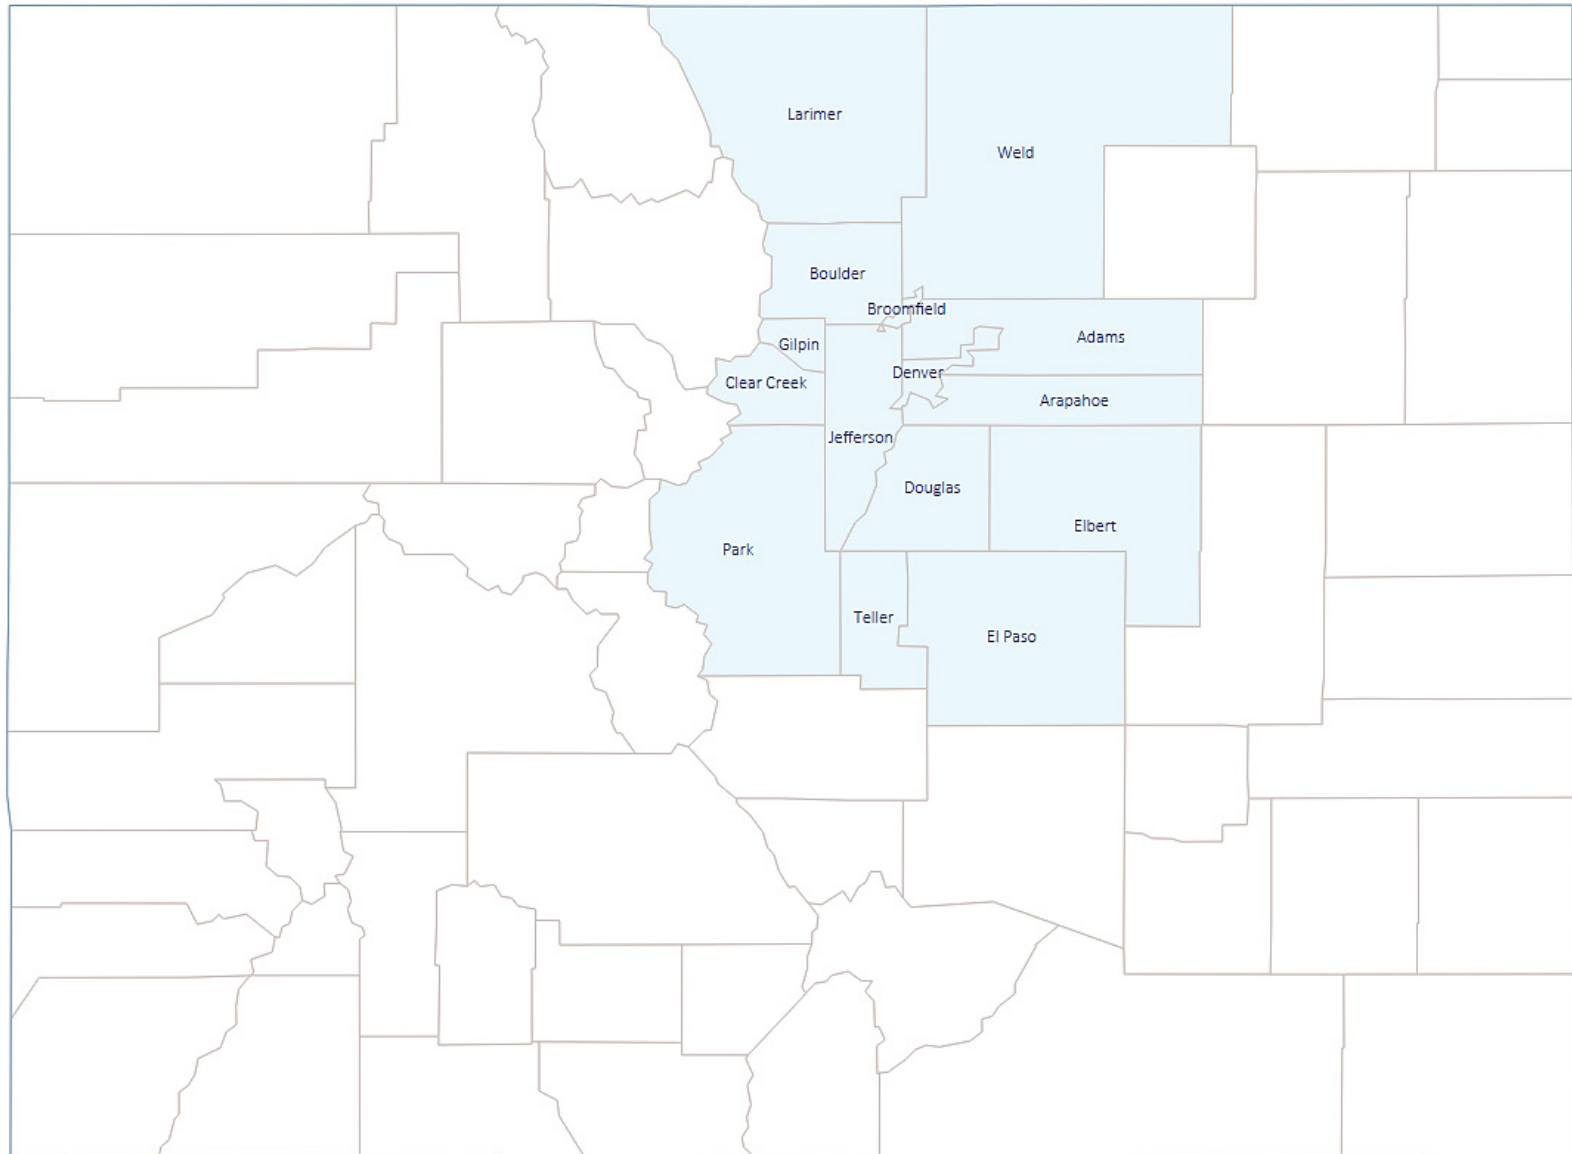 Larimer
Weld
Boulder
Broomfield
Gilpin
Adams
Clear Creek
Denver
Arapahoe
Jefferson
Douglas
Elbert
Park
Teller
El Paso